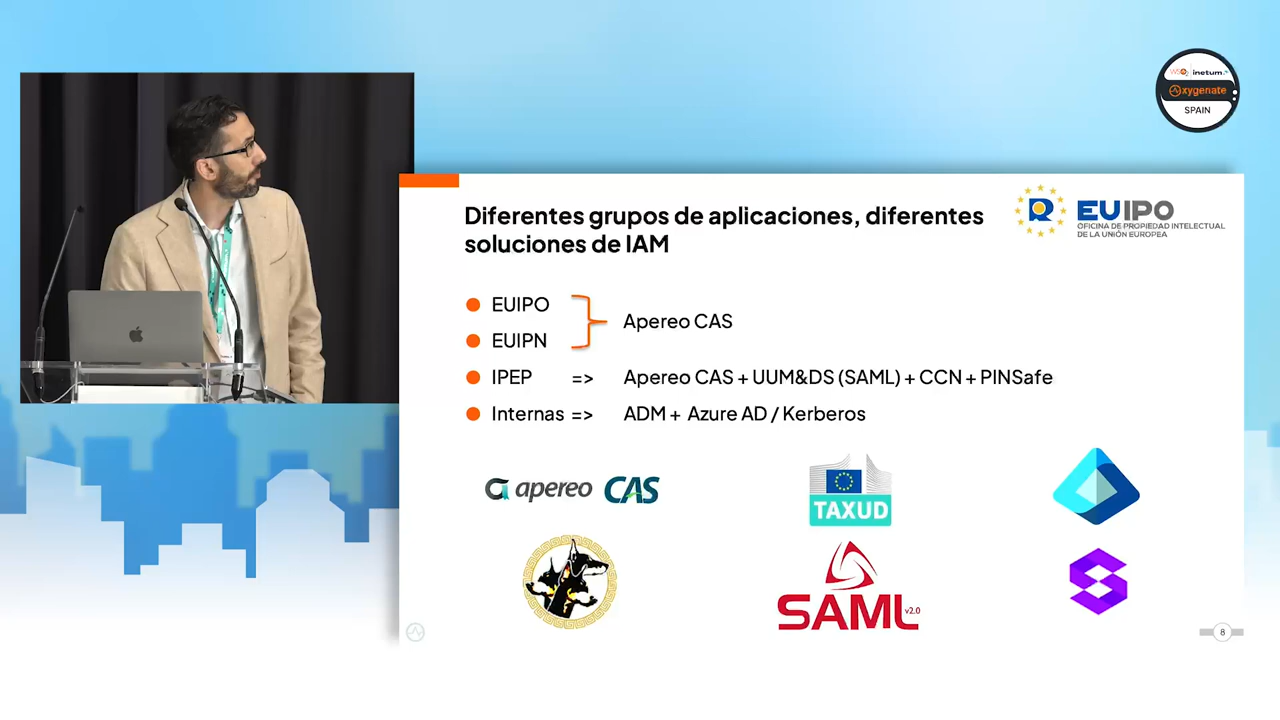 WSO2 inetum.
Oxygenate
SPAIN
Diferentes grupos de aplicaciones, diferentes
soluciones de IAM
EUIPO
OFICINA DE PROPIEDAD INTELECTUAL
DE LA UNIÓN EUROPEA
EUIPO
EUIPN
Apereo CAS
IPEP => Apereo CAS + UUM&DS (SAML) + CCN + PINSafe
Internas => ADM + Azure AD / Kerberos
apereo CAS
TAXUD
SAML v2.0
8